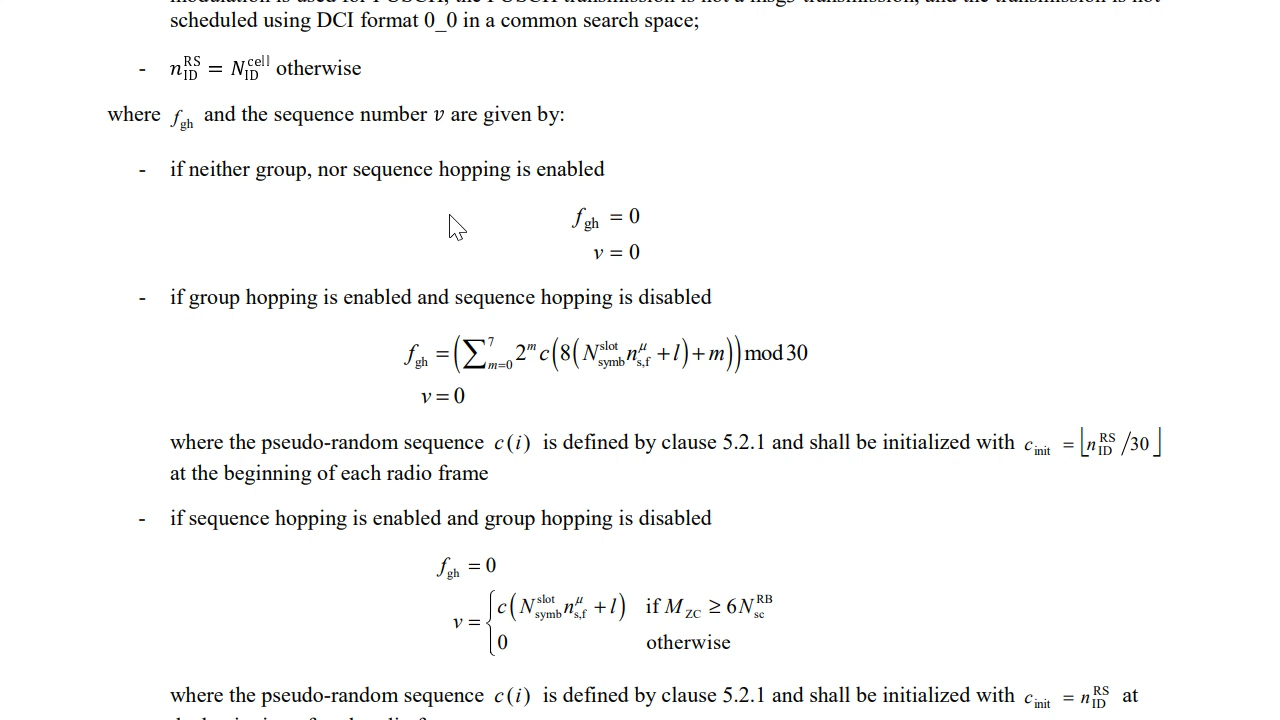 scheduled using DCI format 0_0 in a common search space;
- n_ID^RS = N_ID^cell otherwise
where f_gh and the sequence number v are given by:
- if neither group, nor sequence hopping is enabled
f_gh = 0
v = 0
- if group hopping is enabled and sequence hopping is disabled
f_gh = (∑_{m=0}^{7} 2^m c(8(N_symb^slot n_s,f^μ + l) + m)) mod 30
v = 0
where the pseudo-random sequence c(i) is defined by clause 5.2.1 and shall be initialized with c_init = ⌊n_ID^RS /30⌋
at the beginning of each radio frame
- if sequence hopping is enabled and group hopping is disabled
f_gh = 0
v = { c(N_symb^slot n_s,f^μ + l) if M_ZC ≥ 6N_sc^RB
0 otherwise
where the pseudo-random sequence c(i) is defined by clause 5.2.1 and shall be initialized with c_init = n_ID^RS at